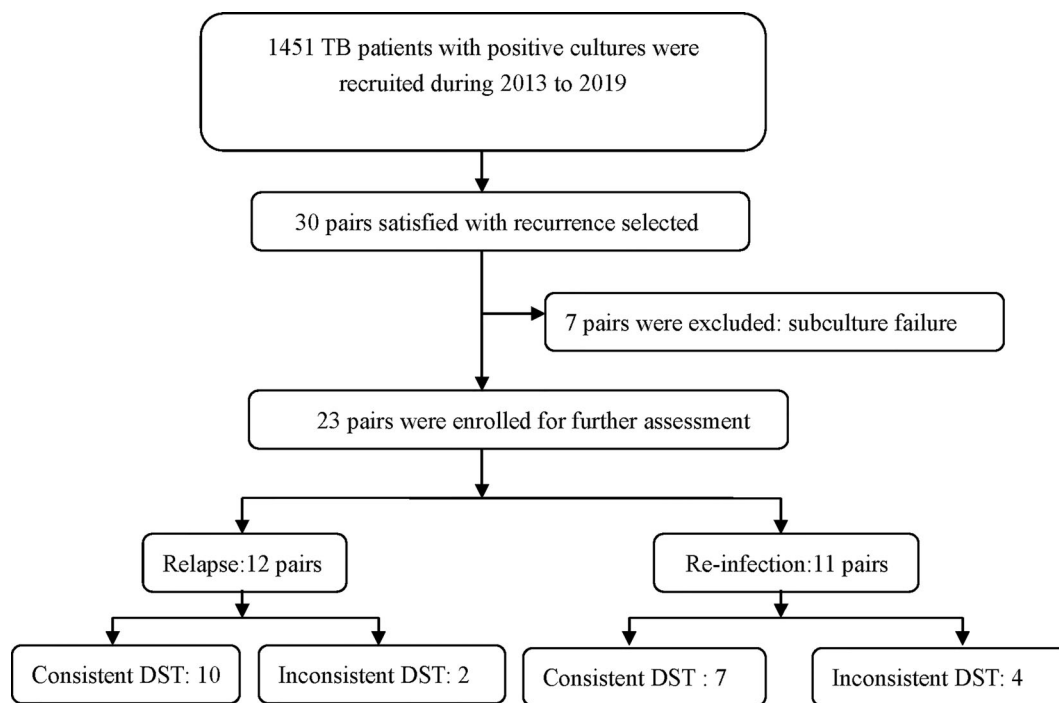 1451 TB patients with positive cultures were
recruited during 2013 to 2019
30 pairs satisfied with recurrence selected
7 pairs were excluded: subculture failure
23 pairs were enrolled for further assessment
Relapse:12 pairs
Re-infection:11 pairs
Consistent DST: 10
Inconsistent DST: 2
Consistent DST : 7
Inconsistent DST: 4